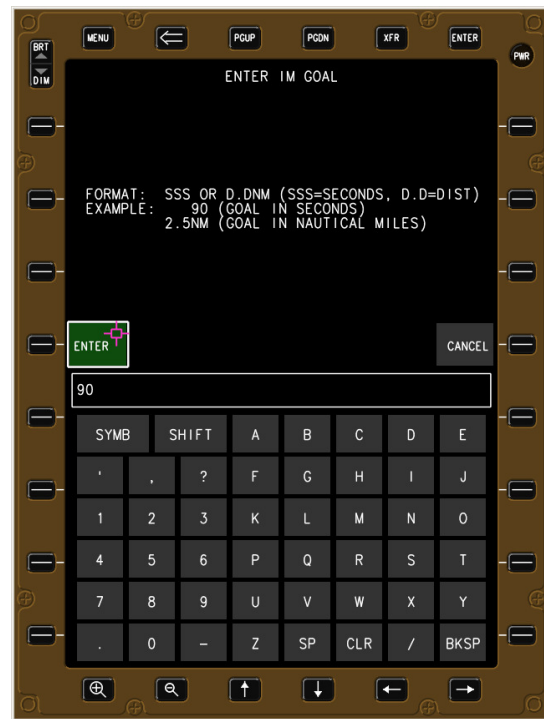 MENU PGUP PGDN XFR ENTER
BRT
DIM
PWR
ENTER IM GOAL
FORMAT: SSS OR D.DNM (SSS=SECONDS, D.D=DIST)
EXAMPLE: 90 (GOAL IN SECONDS)
2.5NM (GOAL IN NAUTICAL MILES)
ENTER CANCEL
90
SYMB SHIFT A B C D E
' , ? F G H I J
1 2 3 K L M N O
4 5 6 P Q R S T
7 8 9 U V W X Y
. 0 - Z SP CLR / BKSP